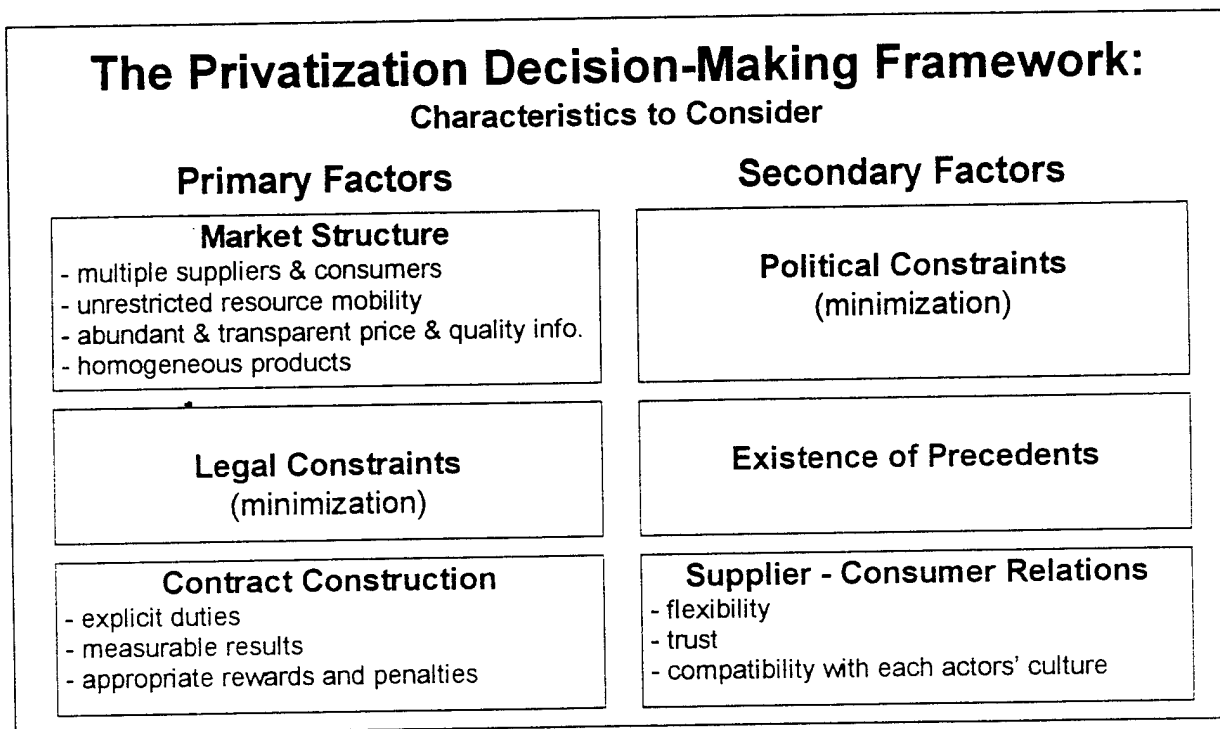 The Privatization Decision-Making Framework:
Characteristics to Consider
Primary Factors
Market Structure
- multiple suppliers & consumers
- unrestricted resource mobility
- abundant & transparent price & quality info.
- homogeneous products
Legal Constraints
(minimization)
Contract Construction
- explicit duties
- measurable results
- appropriate rewards and penalties
Secondary Factors
Political Constraints
(minimization)
Existence of Precedents
Supplier - Consumer Relations
- flexibility
- trust
- compatibility with each actors' culture